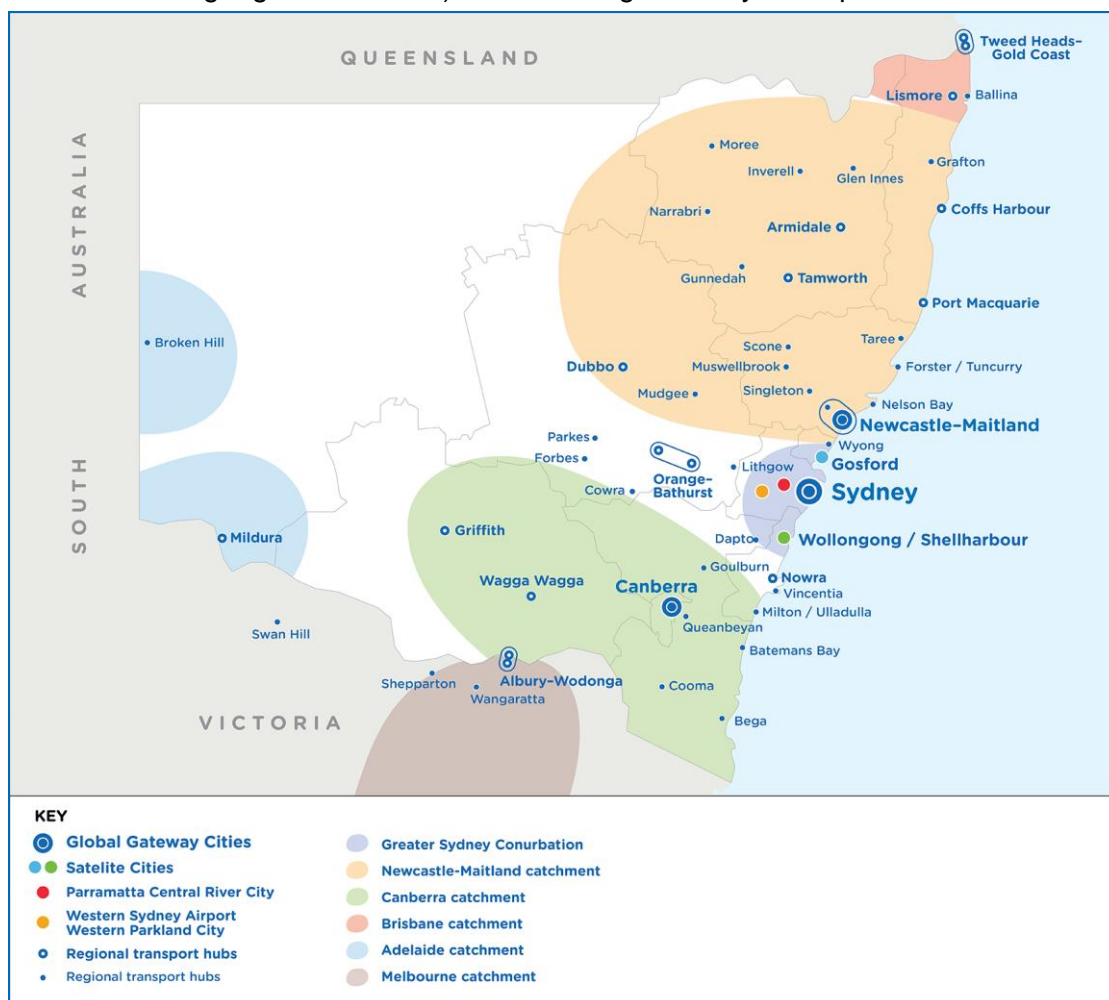 QUEENSLAND
Tweed Heads–
Gold Coast
Lismore
Ballina
AUSTRALIA
Moree
Inverell
Glen Innes
Grafton
Narrabri
Coffs Harbour
Armidale
Gunnedah
Tamworth
Port Macquarie
Broken Hill
Scone
Taree
Dubbo
Muswellbrook
Forster / Tuncurry
Mudgee
Singleton
Nelson Bay
Newcastle–Maitland
Parkes
Wyong
Forbes
Lithgow
Gosford
Orange–
Bathurst
Cowra
Sydney
SOUTH
Griffith
Mildura
Dapto
Wollongong / Shellharbour
Goulburn
Wagga Wagga
Canberra
Nowra
Vincentia
Milton / Ulladulla
Queanbeyan
Swan Hill
Batemans Bay
Shepparton
Albury–Wodonga
Wangaratta
Cooma
VICTORIA
Bega
KEY
Global Gateway Cities
Satelite Cities
Parramatta Central River City
Western Sydney Airport
Western Parkland City
Regional transport hubs
Regional transport hubs
Greater Sydney Conurbation
Newcastle-Maitland catchment
Canberra catchment
Brisbane catchment
Adelaide catchment
Melbourne catchment